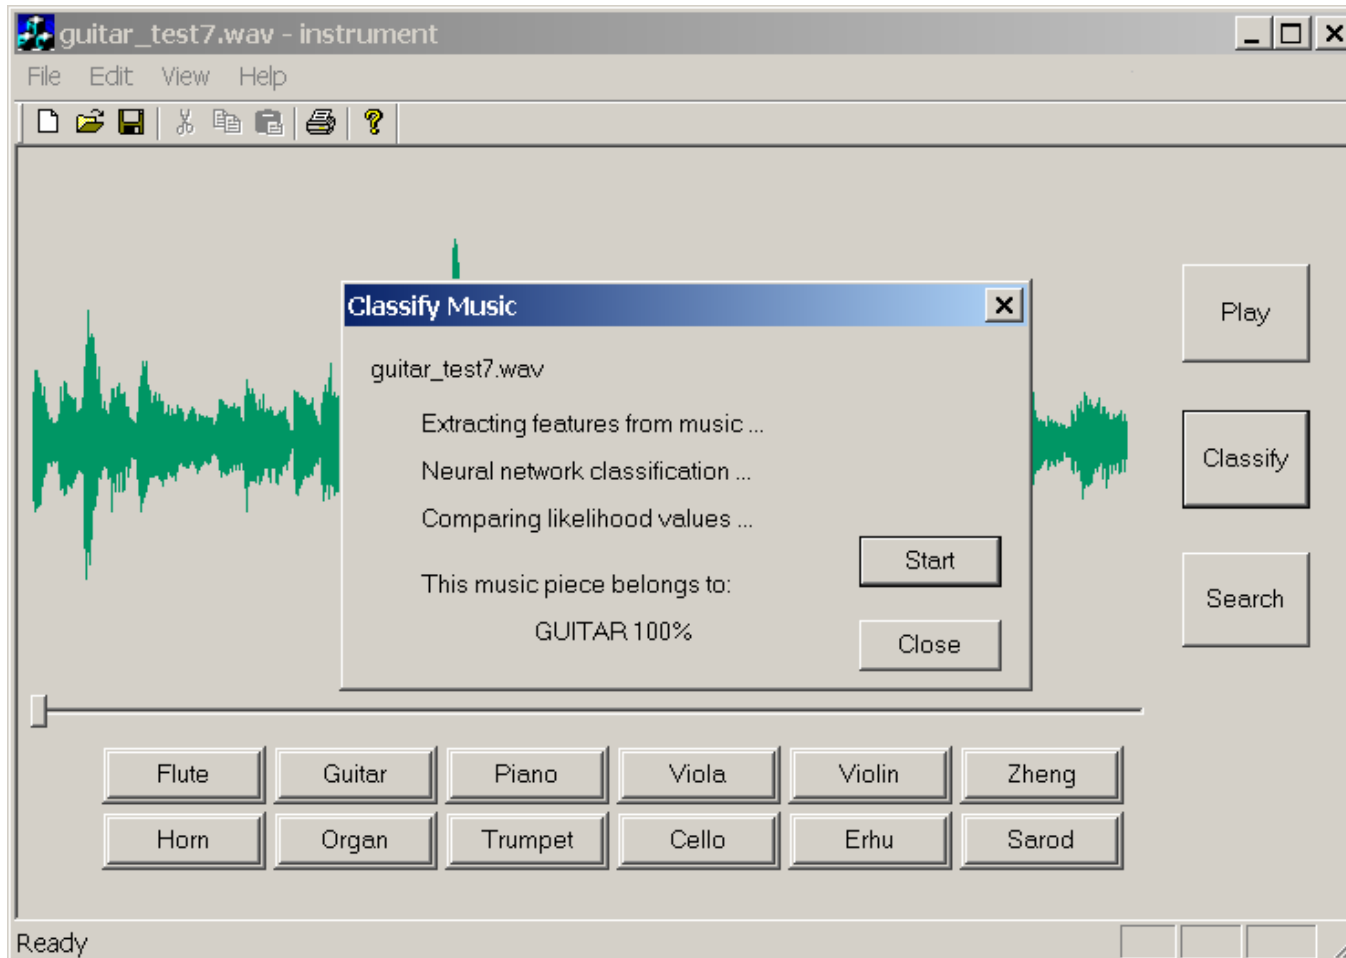 guitar_test7.wav - instrument
File Edit View Help
Classify Music
guitar_test7.wav
Extracting features from music ...
Neural network classification ...
Comparing likelihood values ...
This music piece belongs to:
GUITAR 100%
Start
Close
Play
Classify
Search
Flute Guitar Piano Viola Violin Zheng
Horn Organ Trumpet Cello Erhu Sarod
Ready